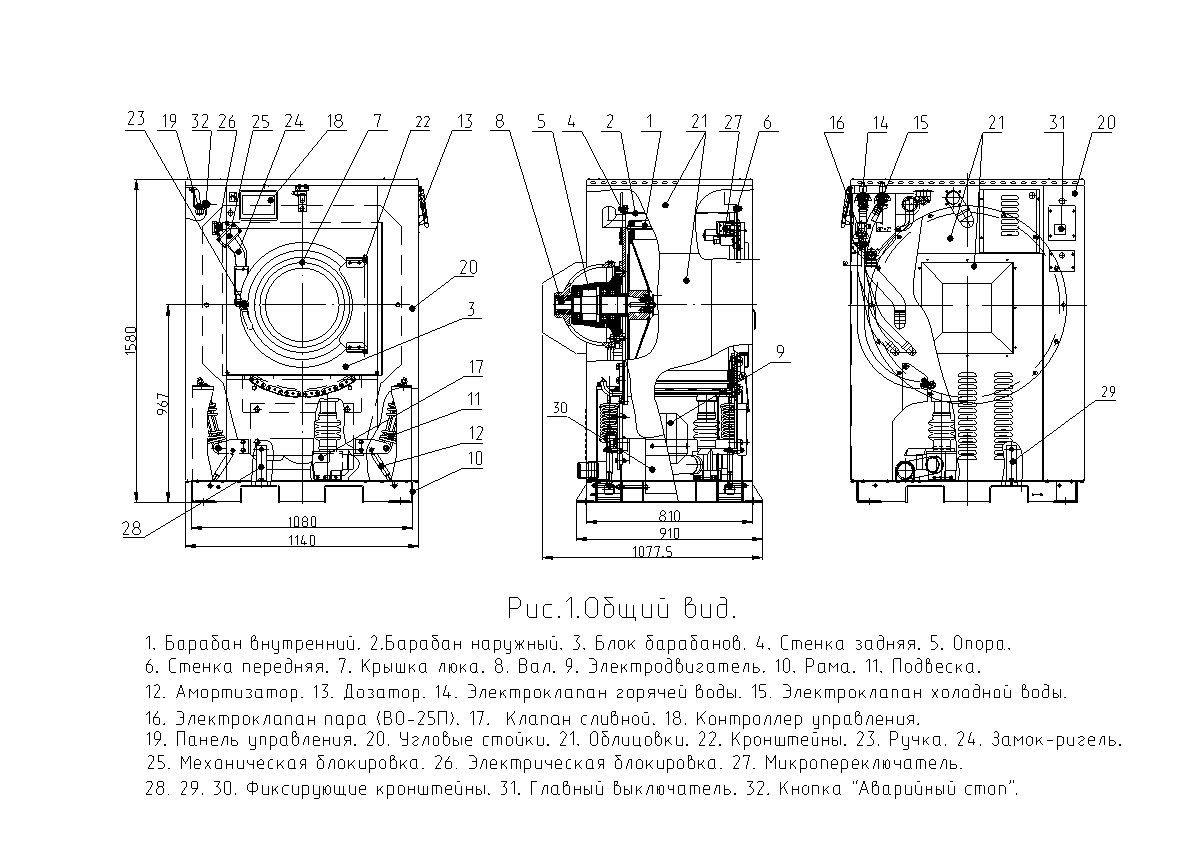 23 19 32 26 25 24 18 7 22 13 8 5 4 2 1 21 27 6 16 14 15 21 31 20
20
3
1580
967
17
9
11
30
29
12
10
28
1080
1140
810
910
1077.5
Рис.1.Общий вид.
1. Барабан внутренний. 2.Барабан наружный. 3. Блок барабанов. 4. Стенка задняя. 5. Опора.
6. Стенка передняя. 7. Крышка люка. 8. Вал. 9. Электродвигатель. 10. Рама. 11. Подвеска.
12. Амортизатор. 13. Дозатор. 14. Электроклапан горячей воды. 15. Электроклапан холодной воды.
16. Электроклапан пара (ВО-25П). 17. Клапан сливной. 18. Контроллер управления.
19. Панель управления. 20. Угловые стойки. 21. Облицовки. 22. Кронштейны. 23. Ручка. 24. Замок-ригель.
25. Механическая блокировка. 26. Электрическая блокировка. 27. Микропереключатель.
28. 29. 30. Фиксирующие кронштейны. 31. Главный выключатель. 32. Кнопка "Аварийный стоп".